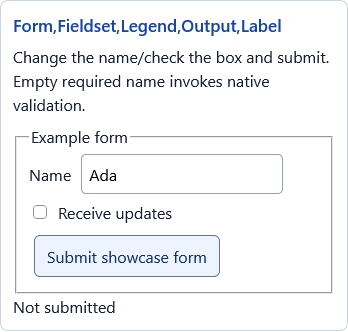 Form,Fieldset,Legend,Output,Label
Change the name/check the box and submit.
Empty required name invokes native
validation.
Example form
Name Ada
Receive updates
Submit showcase form
Not submitted